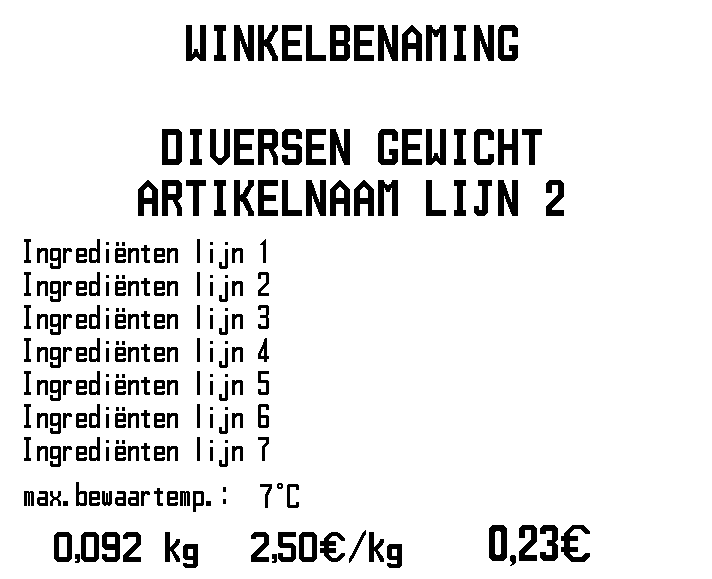 WINKELBENAMING
DIVERSEN GEWICHT
ARTIKELNAAM LIJN 2
Ingrediënten lijn 1
Ingrediënten lijn 2
Ingrediënten lijn 3
Ingrediënten lijn 4
Ingrediënten lijn 5
Ingrediënten lijn 6
Ingrediënten lijn 7
max.bewaartemp.: 7°C
0,092 kg 2,50€/kg 0,23€